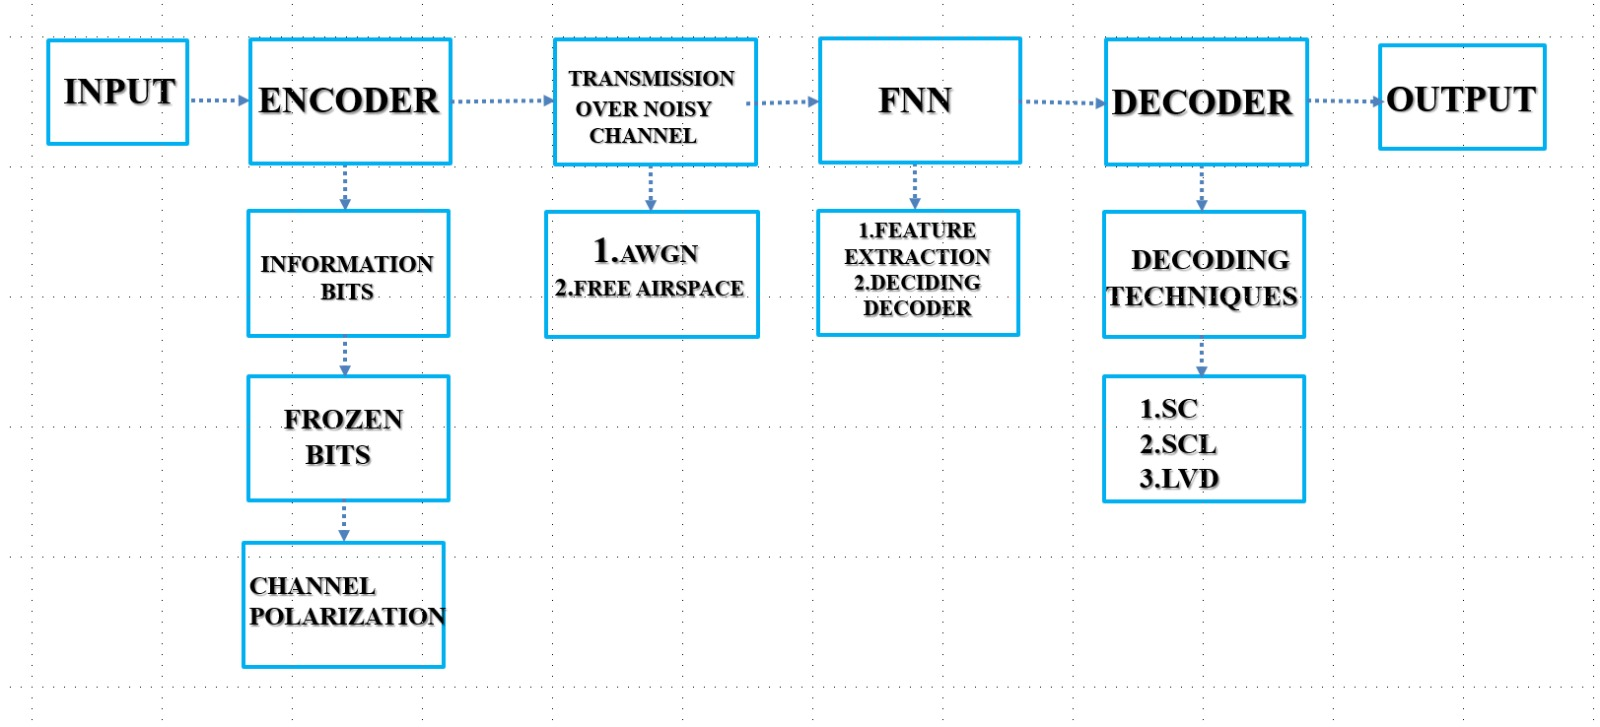 INPUT
ENCODER
TRANSMISSION
OVER NOISY
CHANNEL
FNN
DECODER
OUTPUT
INFORMATION
BITS
1.AWGN
2.FREE AIRSPACE
1.FEATURE
EXTRACTION
2.DECIDING
DECODER
DECODING
TECHNIQUES
FROZEN
BITS
1.SC
2.SCL
3.LVD
CHANNEL
POLARIZATION